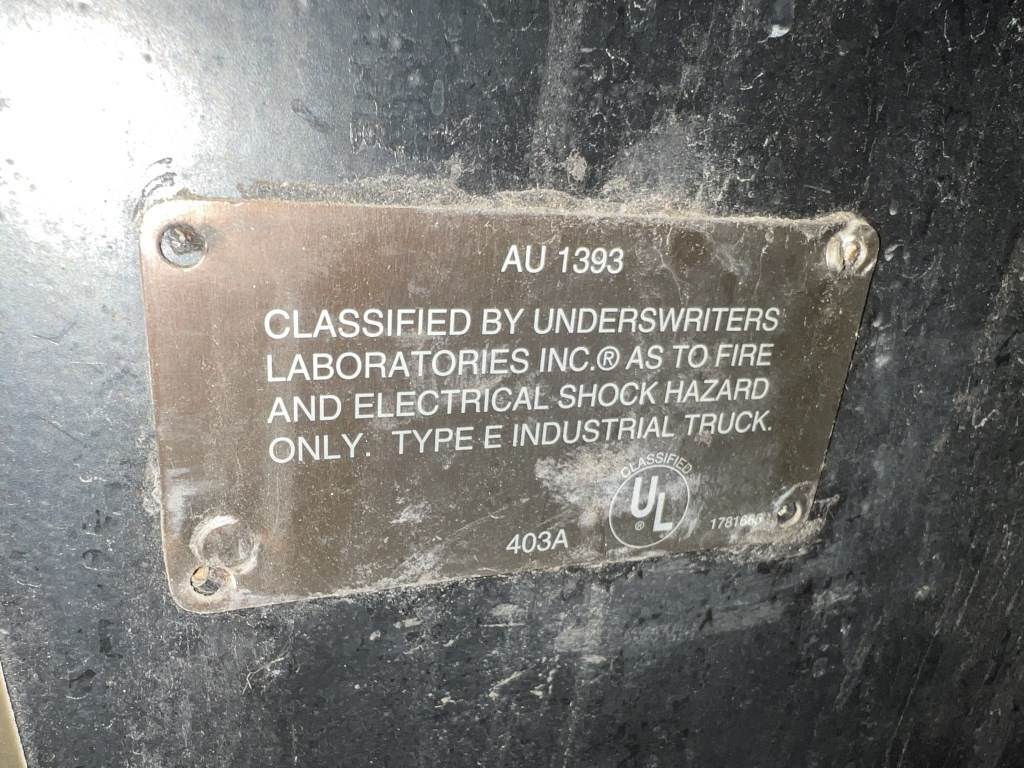 AU 1393
CLASSIFIED BY UNDERSWRITERS
LABORATORIES INC.® AS TO FIRE
AND ELECTRICAL SHOCK HAZARD
ONLY. TYPE E INDUSTRIAL TRUCK.
CLASSIFIED
UL
®
403A